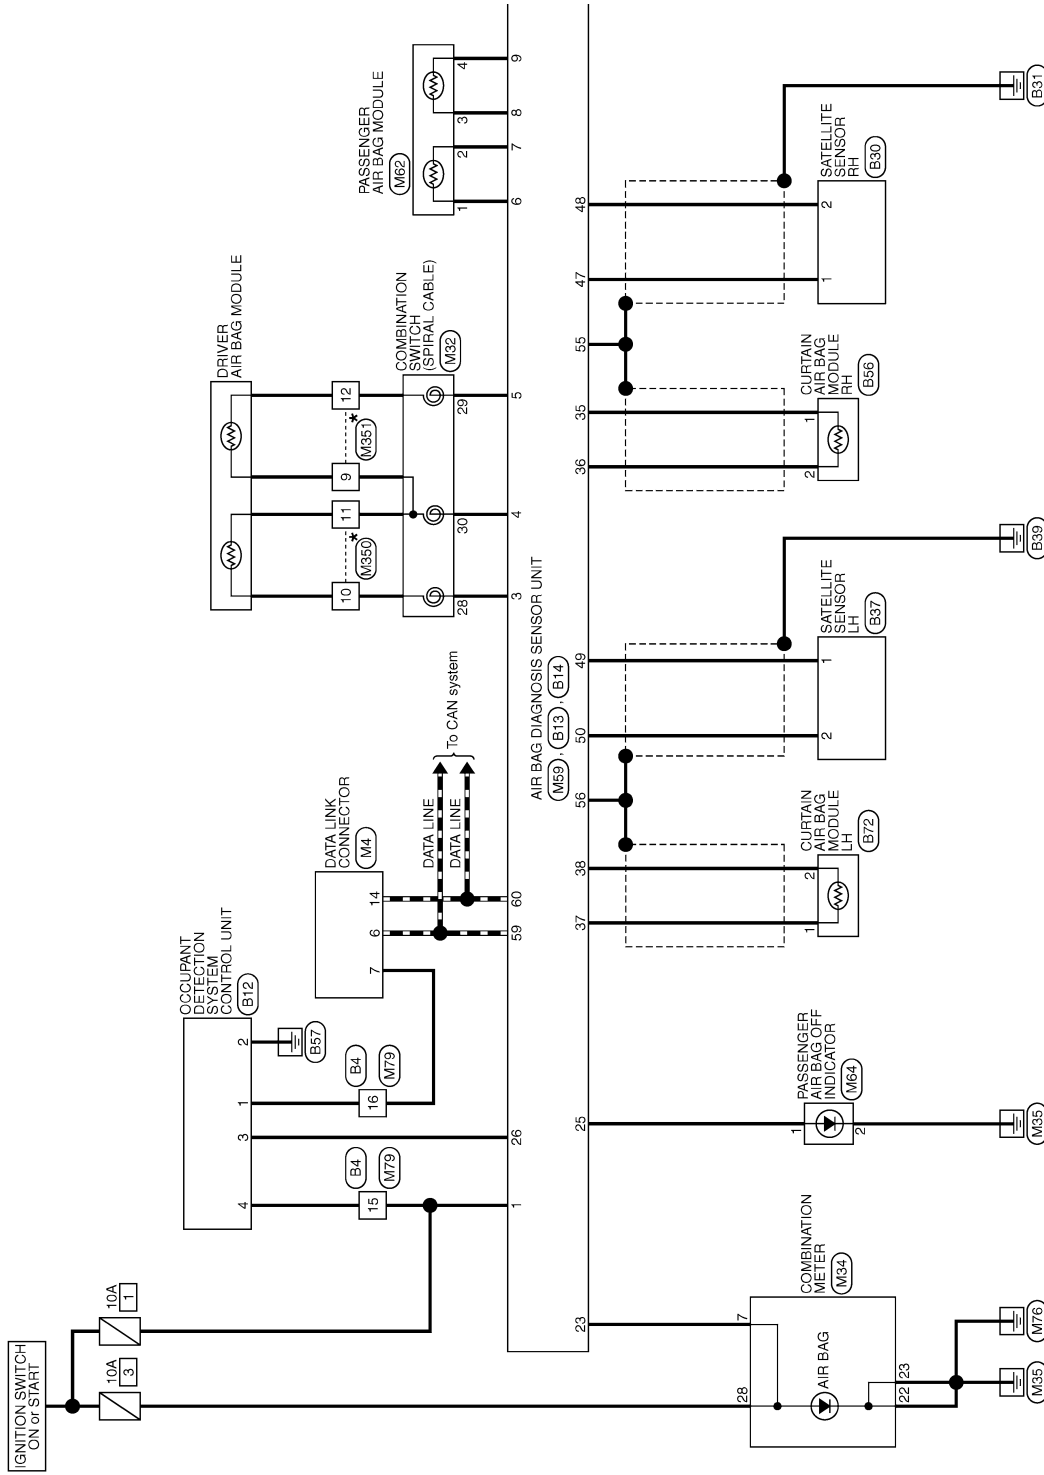 IGNITION SWITCH
ON or START
10A
3
10A
1
OCCUPANT
DETECTION
SYSTEM
CONTROL UNIT
B12
4
3
1
2
B57
B4
M79
15
B4
M79
16
DATA LINK
CONNECTOR
M4
7
6
14
DATA LINE
DATA LINE
To CAN system
DRIVER
AIR BAG MODULE
10
11
9
12
*
M350
*
M351
COMBINATION
SWITCH
(SPIRAL CABLE)
M32
28
30
29
PASSENGER
AIR BAG MODULE
M62
1
2
3
4
1
26
59
60
3
4
5
6
7
8
9
AIR BAG DIAGNOSIS SENSOR UNIT
M59 , B13 , B14
23
25
37
38
56
50
49
36
35
55
47
48
COMBINATION
METER
M34
28
7
AIR BAG
22
23
M35
M76
PASSENGER
AIR BAG OFF
INDICATOR
M64
1
2
M35
CURTAIN
AIR BAG
MODULE
LH
B72
1
2
SATELLITE
SENSOR
LH
B37
2
1
B39
CURTAIN
AIR BAG
MODULE
RH
B56
2
1
SATELLITE
SENSOR
RH
B30
1
2
B31